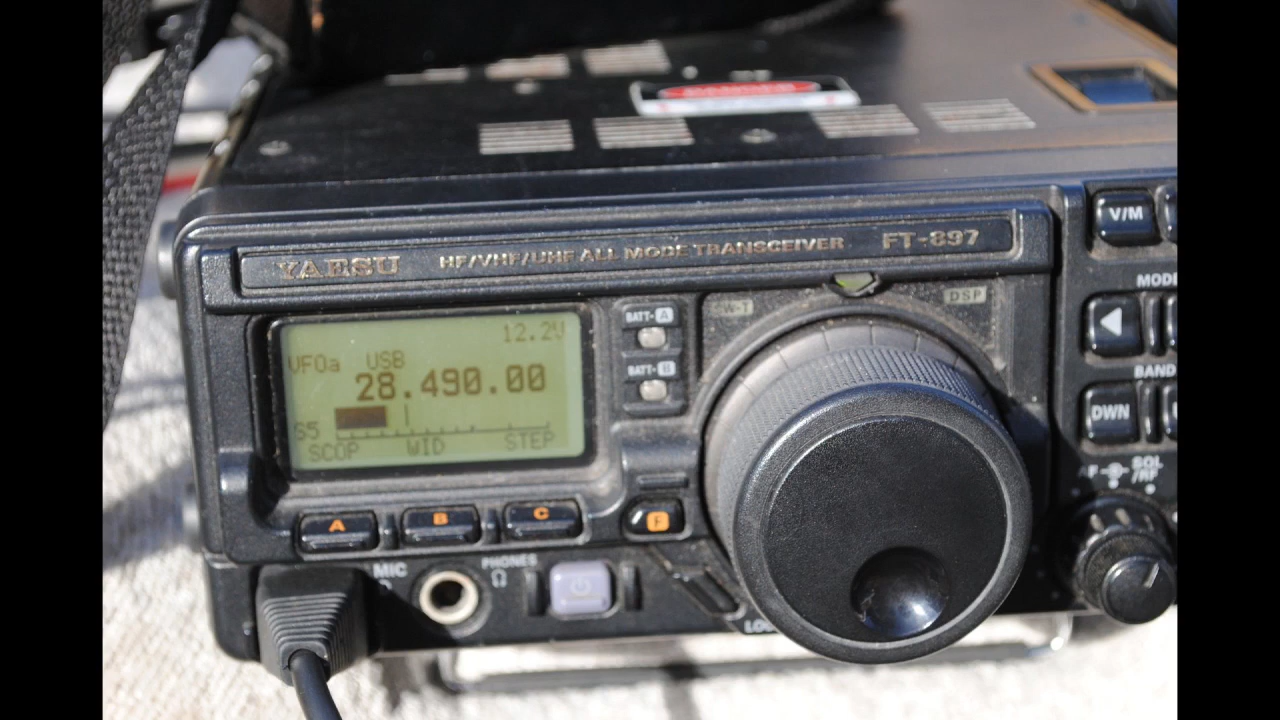 DANGER
YAESU HF/VHF/UHF ALL MODE TRANSCEIVER FT-897
V/M
12.2V
VFOa USB
28.490.00
S5
SCOP WID STEP
BATT-A
BATT-B
DSP
BAND
DWN
SQL
/RF
A B C F
MIC
PHONES